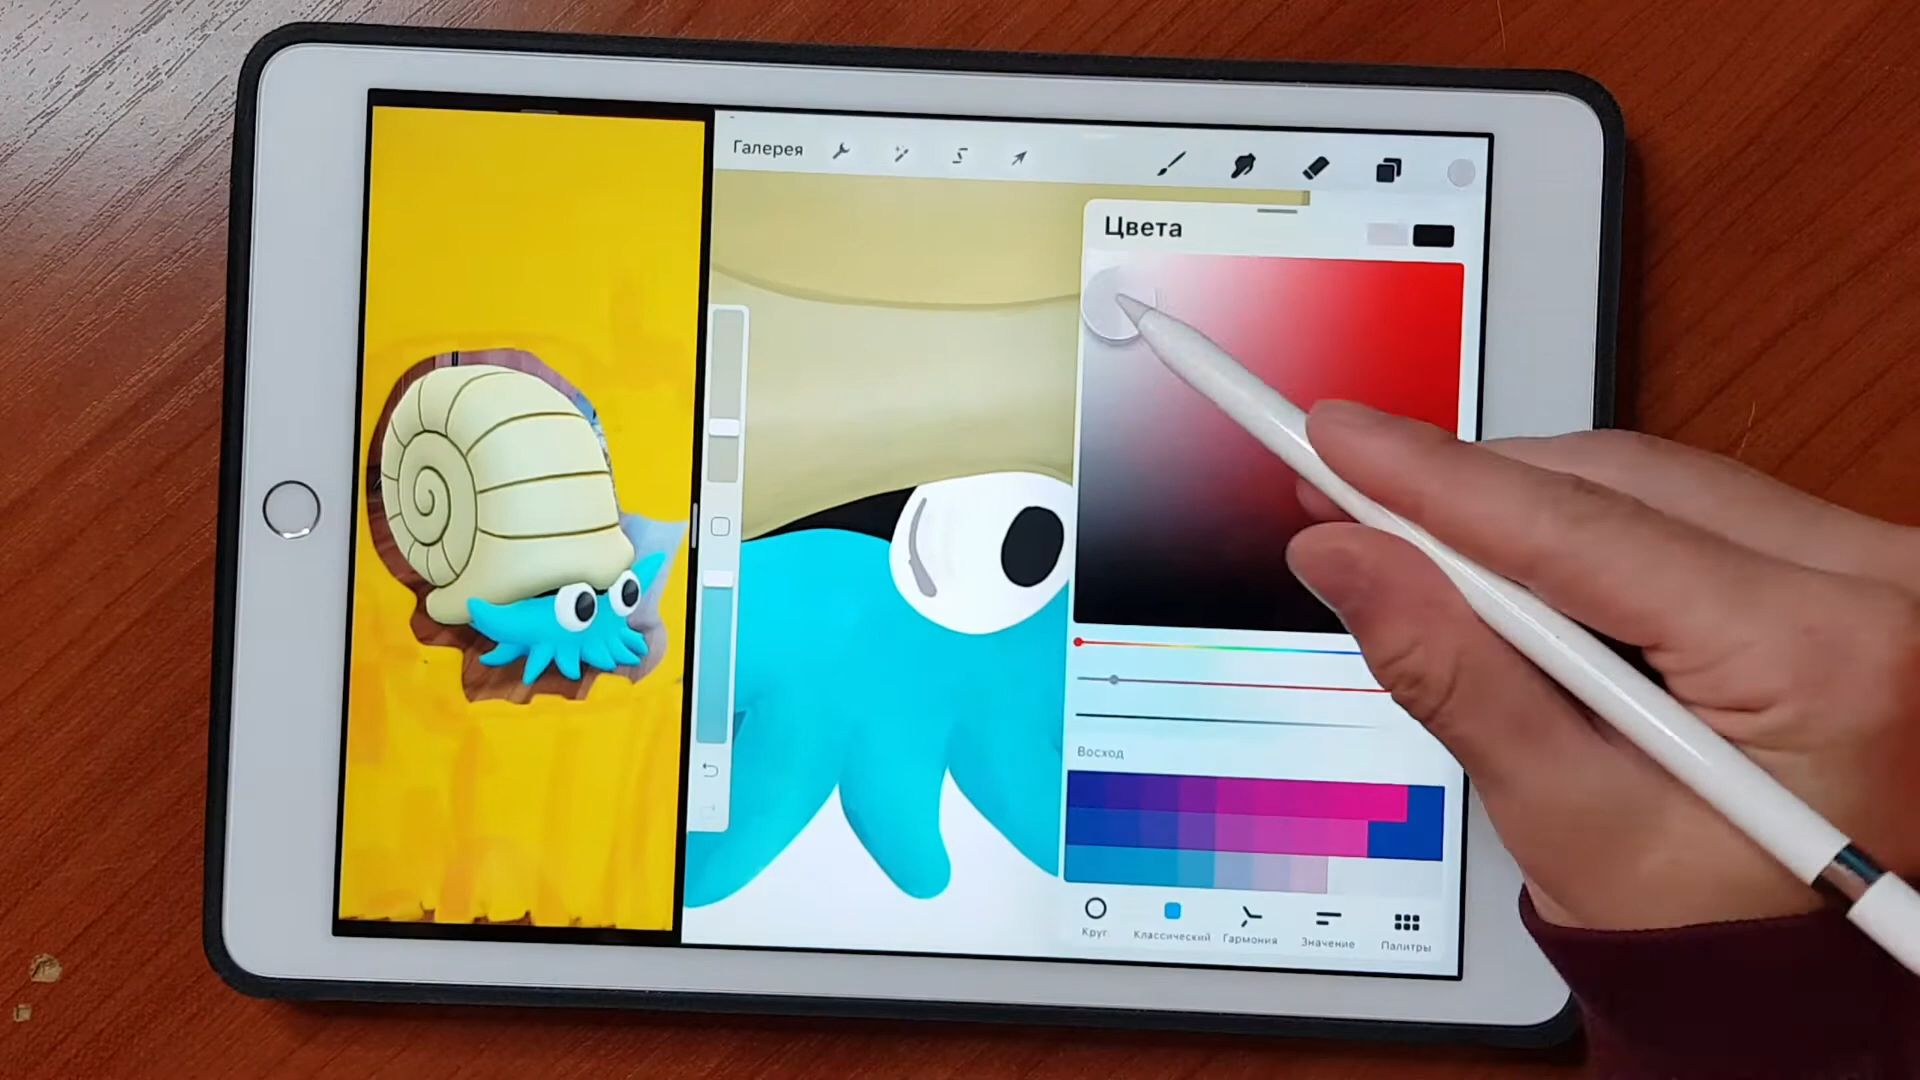 Галерея
Цвета
Восход
Круг
Классический
Гармония
Значение
Палитры